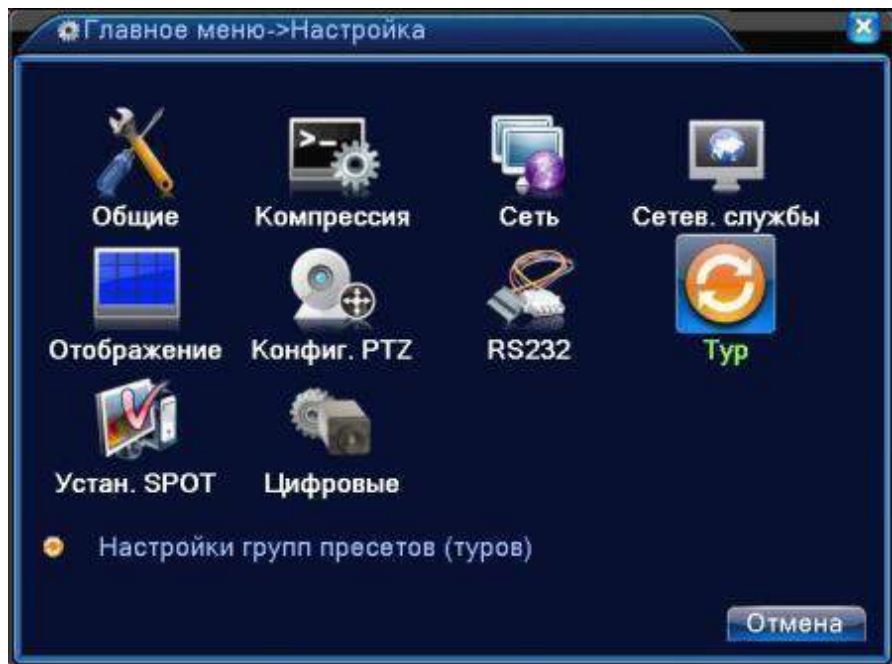 Главное меню->Настройка
Общие Компрессия Сеть Сетев. службы
Отображение Конфиг. PTZ RS232 Тур
Устан. SPOT Цифровые
Настройки групп пресетов (туров)
Отмена